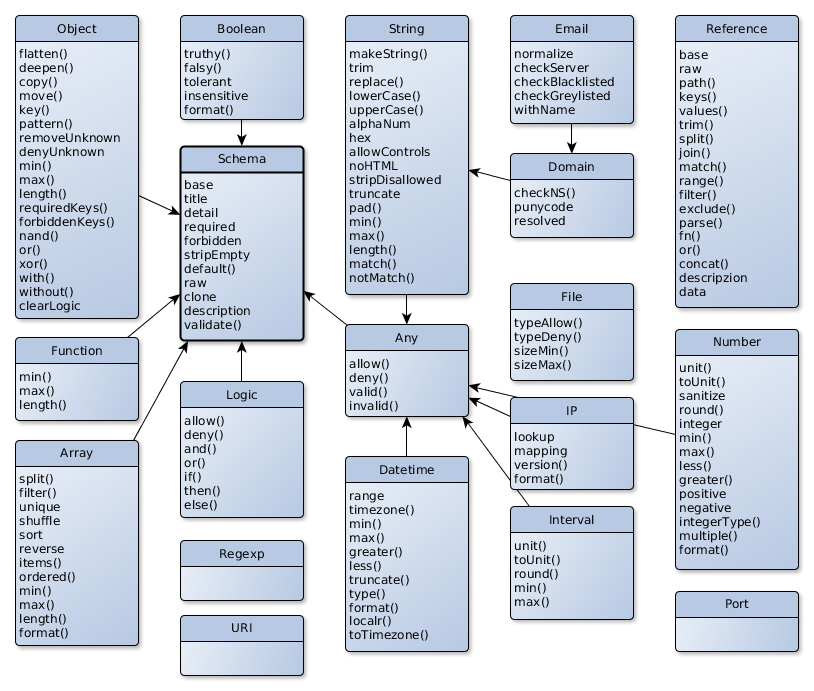 Object
flatten()
deepen()
copy()
move()
key()
pattern()
removeUnknown
denyUnknown
min()
max()
length()
requiredKeys()
forbiddenKeys()
nand()
or()
xor()
with()
without()
clearLogic
Function
min()
max()
length()
Array
split()
filter()
unique
shuffle
sort
reverse
items()
ordered()
min()
max()
length()
format()
Boolean
truthy()
falsy()
tolerant
insensitive
format()
Schema
base
title
detail
required
forbidden
stripEmpty
default()
raw
clone
description
validate()
Logic
allow()
deny()
and()
or()
if()
then()
else()
Regexp
URI
String
makeString()
trim
replace()
lowerCase()
upperCase()
alphaNum
hex
allowControls
noHTML
stripDisallowed
truncate
pad()
min()
max()
length()
match()
notMatch()
Any
allow()
deny()
valid()
invalid()
Datetime
range
timezone()
min()
max()
greater()
less()
truncate()
type()
format()
localr()
toTimezone()
Email
normalize
checkServer
checkBlacklisted
checkGreylisted
withName
Domain
checkNS()
punycode
resolved
File
typeAllow()
typeDeny()
sizeMin()
sizeMax()
IP
lookup
mapping
version()
format()
Interval
unit()
toUnit()
round()
min()
max()
Reference
base
raw
path()
keys()
values()
trim()
split()
join()
match()
range()
filter()
exclude()
parse()
fn()
or()
concat()
descripzion
data
Number
unit()
toUnit()
sanitize
round()
integer
min()
max()
less()
greater()
positive
negative
integerType()
multiple()
format()
Port